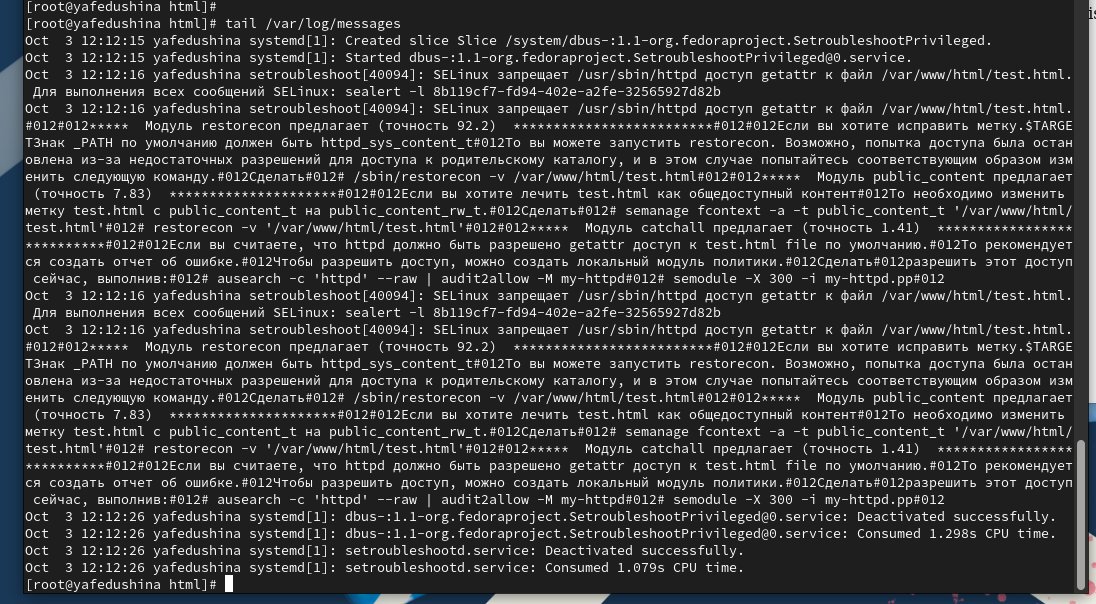 [root@yafedushina html]#
[root@yafedushina html]# tail /var/log/messages
Oct  3 12:12:15 yafedushina systemd[1]: Created slice Slice /system/dbus-:1.1-org.fedoraproject.SetroubleshootPrivileged.
Oct  3 12:12:15 yafedushina systemd[1]: Started dbus-:1.1-org.fedoraproject.SetroubleshootPrivileged@0.service.
Oct  3 12:12:16 yafedushina setroubleshoot[40094]: SELinux запрещает /usr/sbin/httpd доступ getattr к файл /var/www/html/test.html.
 Для выполнения всех сообщений SELinux: sealert -l 8b119cf7-fd94-402e-a2fe-32565927d82b
Oct  3 12:12:16 yafedushina setroubleshoot[40094]: SELinux запрещает /usr/sbin/httpd доступ getattr к файл /var/www/html/test.html.
#012#012*****  Модуль restorecon предлагает (точность 92.2)  *************************#012#012Если вы хотите исправить метку.$TARGE
TЗнак _PATH по умолчанию должен быть httpd_sys_content_t#012То вы можете запустить restorecon. Возможно, попытка доступа была остан
овлена из-за недостаточных разрешений для доступа к родительскому каталогу, и в этом случае попытайтесь соответствующим образом изм
енить следующую команду.#012Сделать#012# /sbin/restorecon -v /var/www/html/test.html#012#012*****  Модуль public_content предлагает
 (точность 7.83)  *********************#012#012Если вы хотите лечить test.html как общедоступный контент#012То необходимо изменить 
метку test.html с public_content_t на public_content_rw_t.#012Сделать#012# semanage fcontext -a -t public_content_t '/var/www/html/
test.html'#012# restorecon -v '/var/www/html/test.html'#012#012*****  Модуль catchall предлагает (точность 1.41)  *****************
**********#012#012Если вы считаете, что httpd должно быть разрешено getattr доступ к test.html file по умолчанию.#012То рекомендует
ся создать отчет об ошибке.#012Чтобы разрешить доступ, можно создать локальный модуль политики.#012Сделать#012разрешить этот доступ
 сейчас, выполнив:#012# ausearch -c 'httpd' --raw | audit2allow -M my-httpd#012# semodule -X 300 -i my-httpd.pp#012
Oct  3 12:12:16 yafedushina setroubleshoot[40094]: SELinux запрещает /usr/sbin/httpd доступ getattr к файл /var/www/html/test.html.
 Для выполнения всех сообщений SELinux: sealert -l 8b119cf7-fd94-402e-a2fe-32565927d82b
Oct  3 12:12:16 yafedushina setroubleshoot[40094]: SELinux запрещает /usr/sbin/httpd доступ getattr к файл /var/www/html/test.html.
#012#012*****  Модуль restorecon предлагает (точность 92.2)  *************************#012#012Если вы хотите исправить метку.$TARGE
TЗнак _PATH по умолчанию должен быть httpd_sys_content_t#012То вы можете запустить restorecon. Возможно, попытка доступа была остан
овлена из-за недостаточных разрешений для доступа к родительскому каталогу, и в этом случае попытайтесь соответствующим образом изм
енить следующую команду.#012Сделать#012# /sbin/restorecon -v /var/www/html/test.html#012#012*****  Модуль public_content предлагает
 (точность 7.83)  *********************#012#012Если вы хотите лечить test.html как общедоступный контент#012То необходимо изменить 
метку test.html с public_content_t на public_content_rw_t.#012Сделать#012# semanage fcontext -a -t public_content_t '/var/www/html/
test.html'#012# restorecon -v '/var/www/html/test.html'#012#012*****  Модуль catchall предлагает (точность 1.41)  *****************
**********#012#012Если вы считаете, что httpd должно быть разрешено getattr доступ к test.html file по умолчанию.#012То рекомендует
ся создать отчет об ошибке.#012Чтобы разрешить доступ, можно создать локальный модуль политики.#012Сделать#012разрешить этот доступ
 сейчас, выполнив:#012# ausearch -c 'httpd' --raw | audit2allow -M my-httpd#012# semodule -X 300 -i my-httpd.pp#012
Oct  3 12:12:26 yafedushina systemd[1]: dbus-:1.1-org.fedoraproject.SetroubleshootPrivileged@0.service: Deactivated successfully.
Oct  3 12:12:26 yafedushina systemd[1]: dbus-:1.1-org.fedoraproject.SetroubleshootPrivileged@0.service: Consumed 1.298s CPU time.
Oct  3 12:12:26 yafedushina systemd[1]: setroubleshootd.service: Deactivated successfully.
Oct  3 12:12:26 yafedushina systemd[1]: setroubleshootd.service: Consumed 1.079s CPU time.
[root@yafedushina html]#